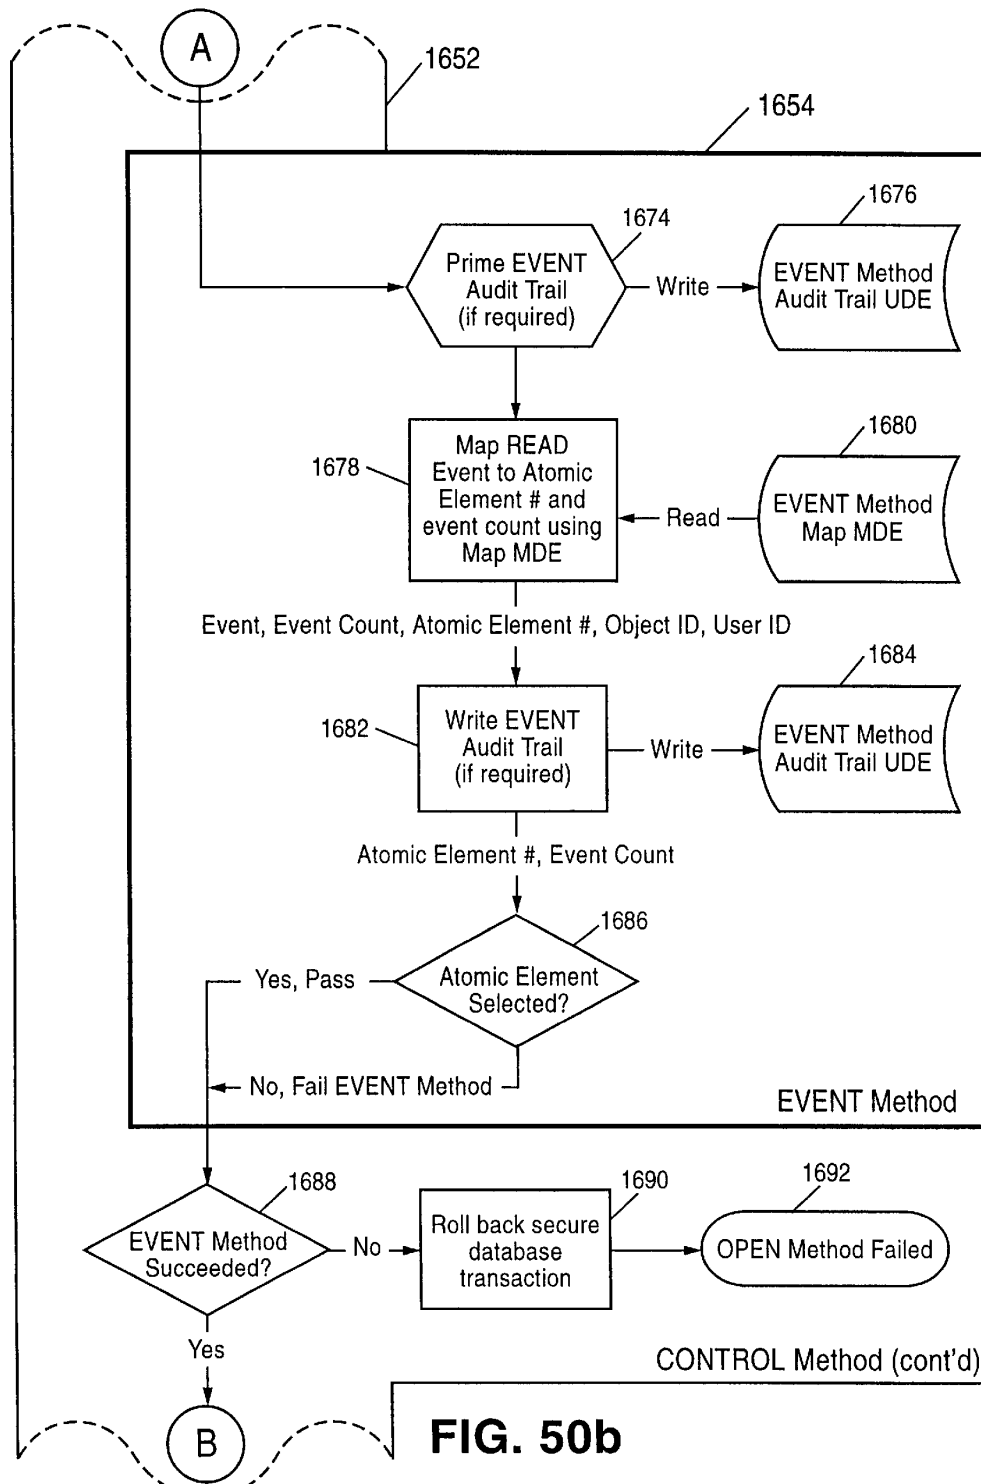 A
1652
1654
1674
1676
Prime EVENT
Audit Trail
(if required)
Write
EVENT Method
Audit Trail UDE
1678
Map READ
Event to Atomic
Element # and
event count using
Map MDE
Read
1680
EVENT Method
Map MDE
Event, Event Count, Atomic Element #, Object ID, User ID
1682
Write EVENT
Audit Trail
(if required)
Write
1684
EVENT Method
Audit Trail UDE
Atomic Element #, Event Count
1686
Yes, Pass
Atomic Element
Selected?
No, Fail EVENT Method
EVENT Method
1688
EVENT Method
Succeeded?
No
1690
Roll back secure
database
transaction
1692
OPEN Method Failed
Yes
CONTROL Method (cont'd)
B
FIG. 50b